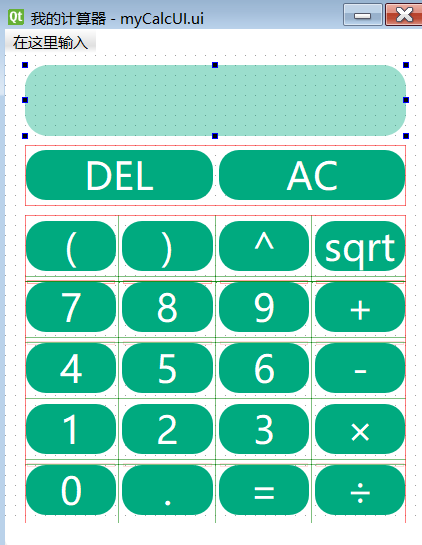 我的计算器 - myCalcUI.ui
在这里输入
DEL AC
( ) ^ sqrt
7 8 9 +
4 5 6 -
1 2 3 ×
0 . = ÷